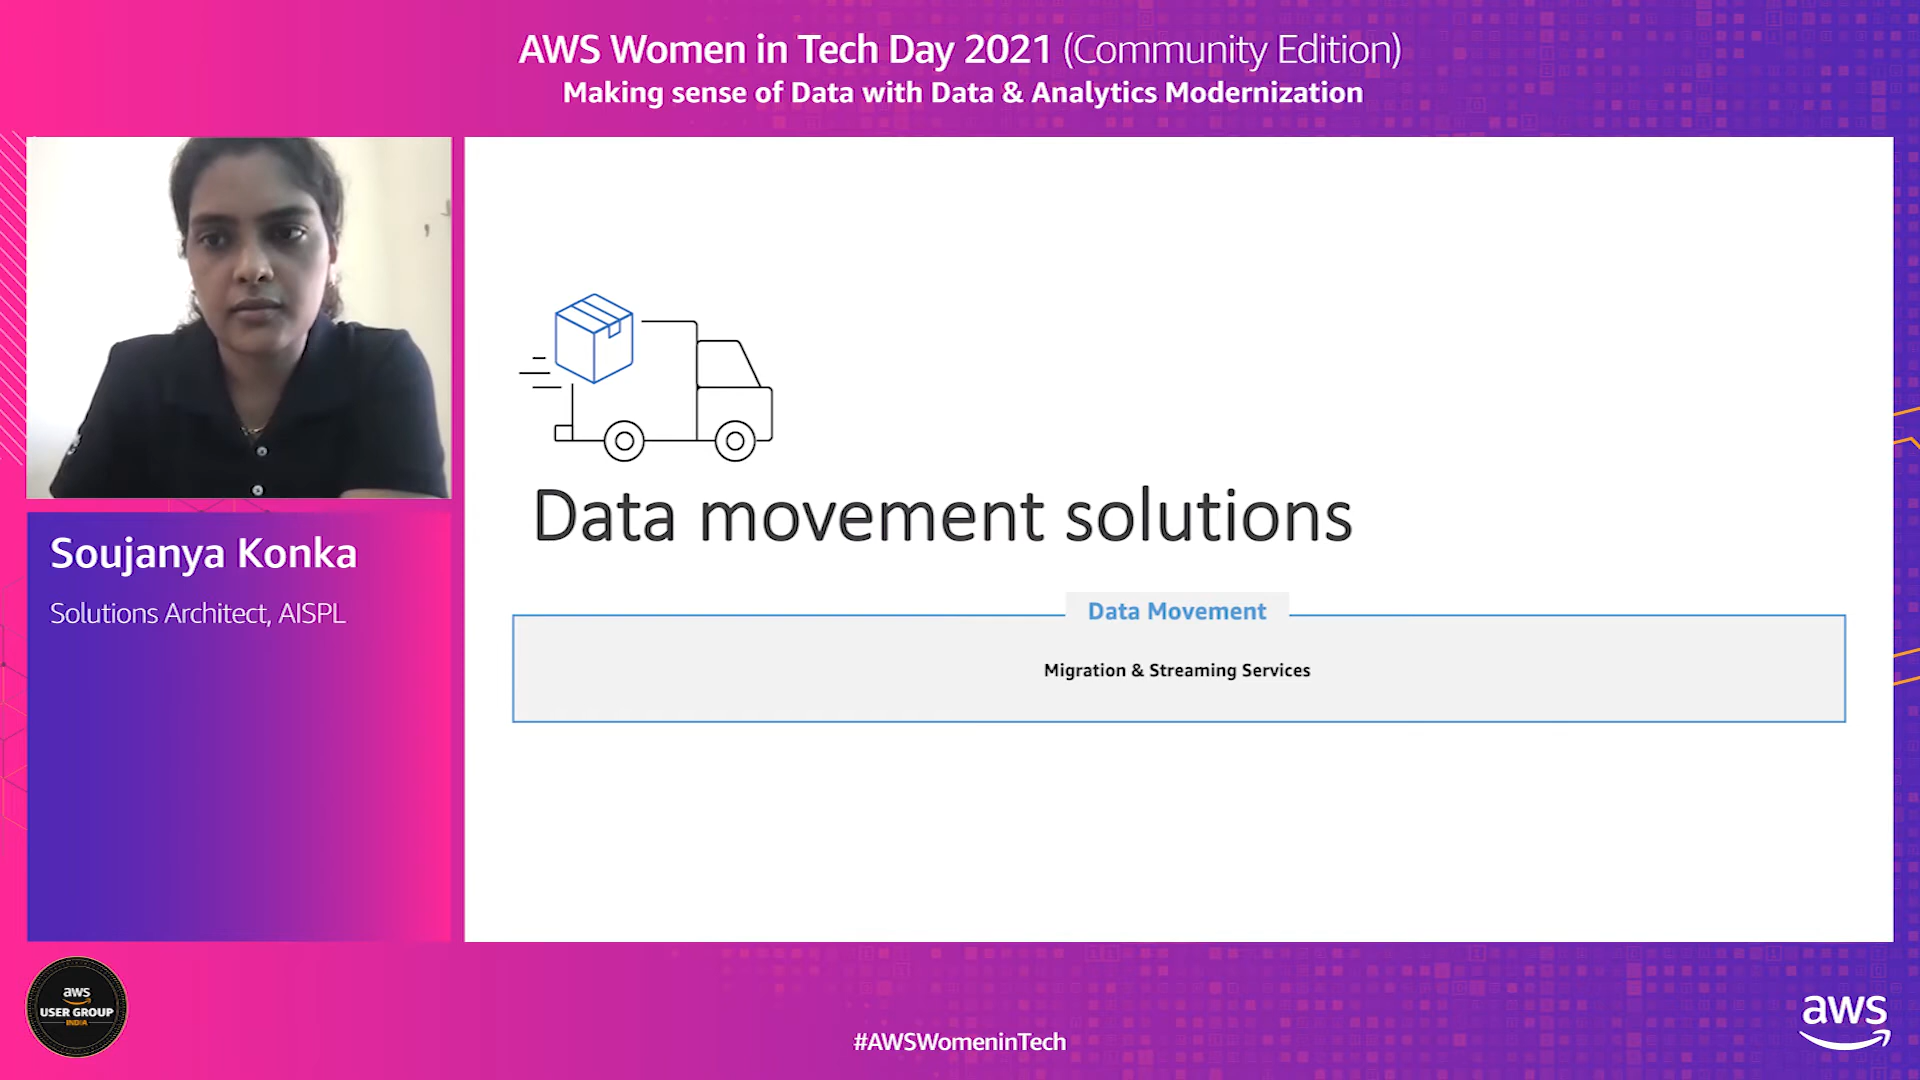 AWS Women in Tech Day 2021 (Community Edition)
Making sense of Data with Data & Analytics Modernization
Soujanya Konka
Solutions Architect, AISPL
Data movement solutions
Data Movement
Migration & Streaming Services
aws
USER GROUP
INDIA
#AWSWomeninTech
aws